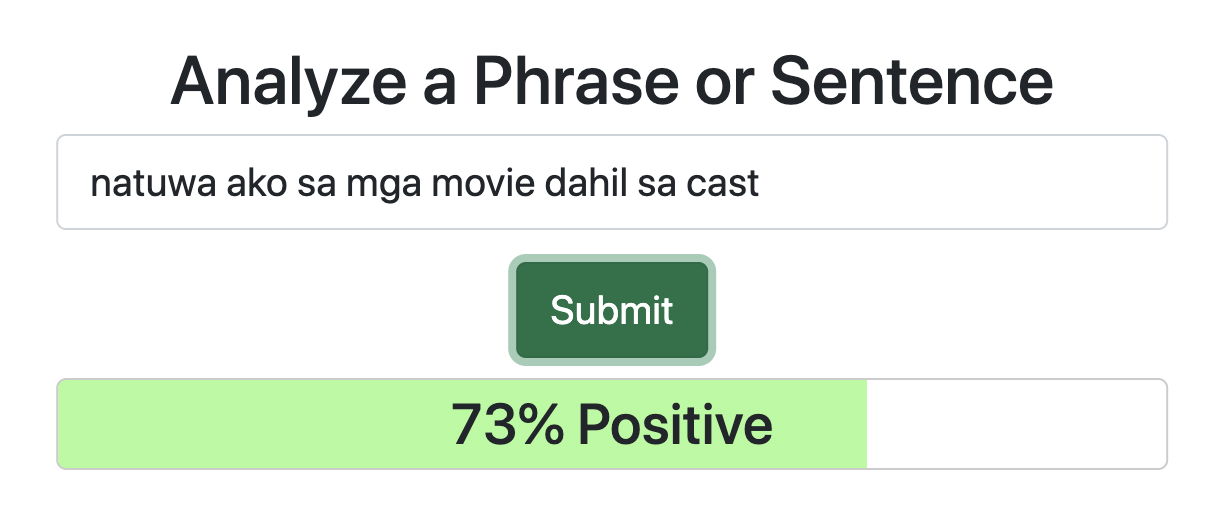 Analyze a Phrase or Sentence
natuwa ako sa mga movie dahil sa cast
Submit
73% Positive